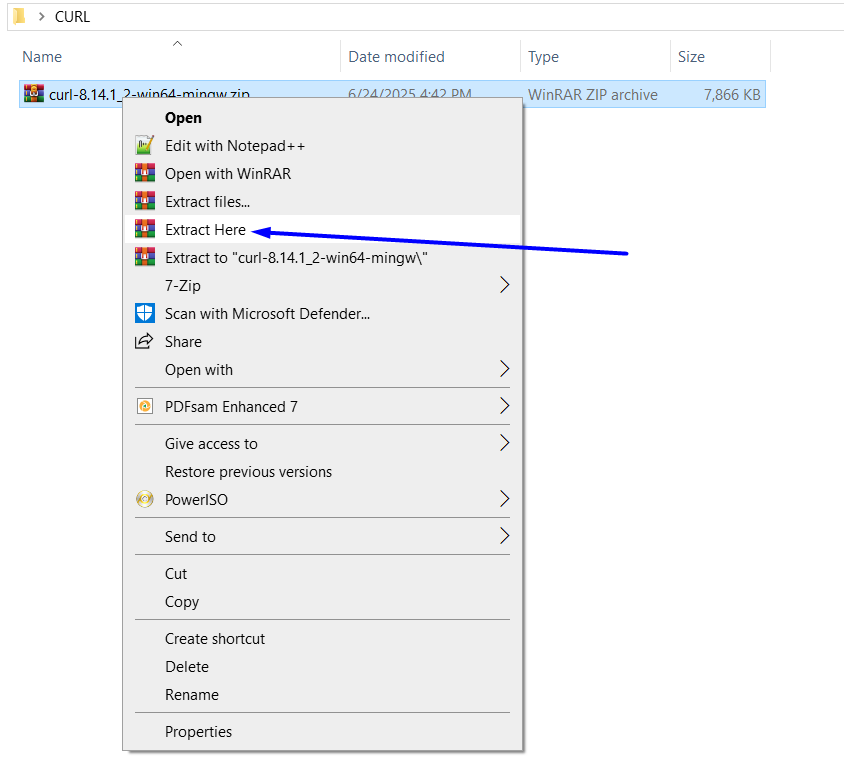 CURL
Name Date modified Type Size
curl-8.14.1_2-win64-mingw.zip 6/24/2025 4:42 PM WinRAR ZIP archive 7,866 KB
Open
Edit with Notepad++
Open with WinRAR
Extract files...
Extract Here
Extract to "curl-8.14.1_2-win64-mingw\"
7-Zip
Scan with Microsoft Defender...
Share
Open with
PDFsam Enhanced 7
Give access to
Restore previous versions
PowerISO
Send to
Cut
Copy
Create shortcut
Delete
Rename
Properties